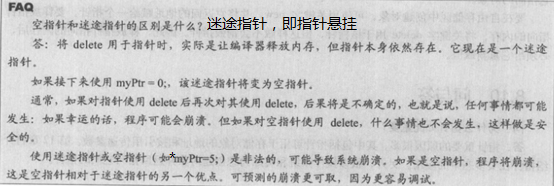 FAQ
空指针和迷途指针的区别是什么？迷途指针，即指针悬挂
答：将 delete 用于指针时，实际是让编译器释放内存，但指针本身依然存在。它现在是一个迷途
指针。
如果接下来使用 myPtr = 0;，该迷途指针将变为空指针。
通常，如果对指针使用 delete 后再次对其使用 delete，后果将是不确定的，也就是说，任何事情都可能
发生：如果幸运的话，程序可能会崩溃。但如果对空指针使用 delete，什么事情也不会发生，这样做是安
全的。
使用迷途指针或空指针（如*myPtr=5;）是非法的，可能导致系统崩溃。如果是空指针，程序将崩溃，
这是空指针相对于迷途指针的另一个优点。可预测的崩溃更可取，因为更容易调试。